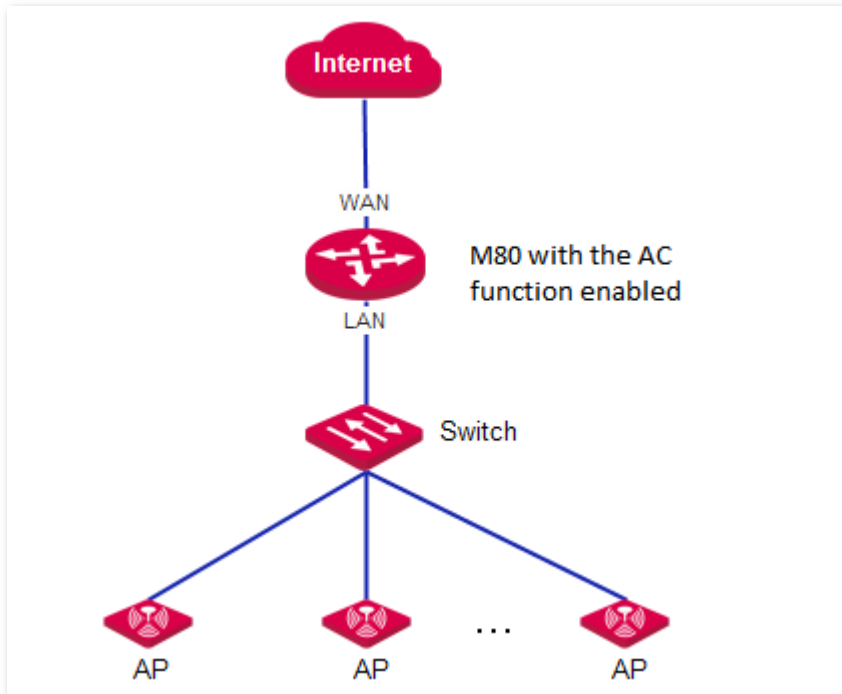 Internet
WAN
M80 with the AC
function enabled
LAN
Switch
...
AP
AP
AP